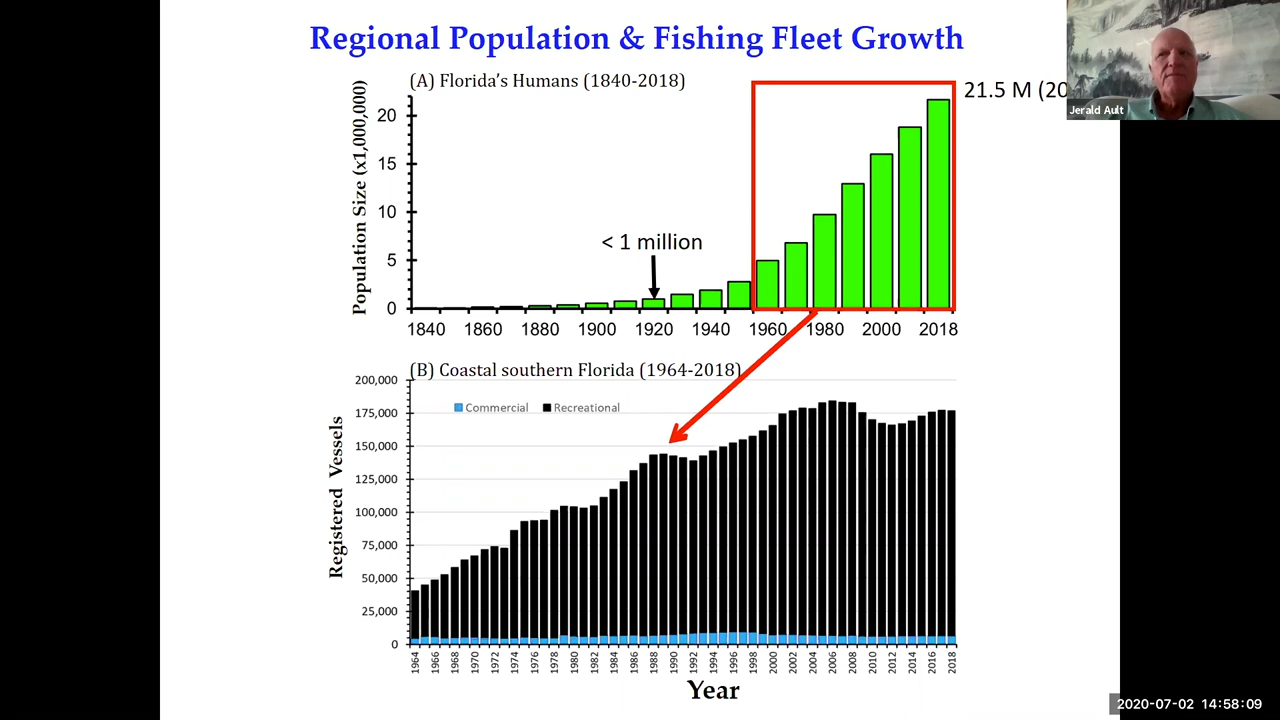 Regional Population & Fishing Fleet Growth
(A) Florida's Humans (1840-2018)
21.5 M (20
Jerald Ault
Population Size (x1,000,000)
20
15
10
5
0
< 1 million
1840 1860 1880 1900 1920 1940 1960 1980 2000 2018
(B) Coastal southern Florida (1964-2018)
Registered Vessels
200,000
175,000
150,000
125,000
100,000
75,000
50,000
25,000
0
Commercial Recreational
1964 1966 1968 1970 1972 1974 1976 1978 1980 1982 1984 1986 1988 1990 1992 1994 1996 1998 2000 2002 2004 2006 2008 2010 2012 2014 2016 2018
Year
2020-07-02 14:58:09